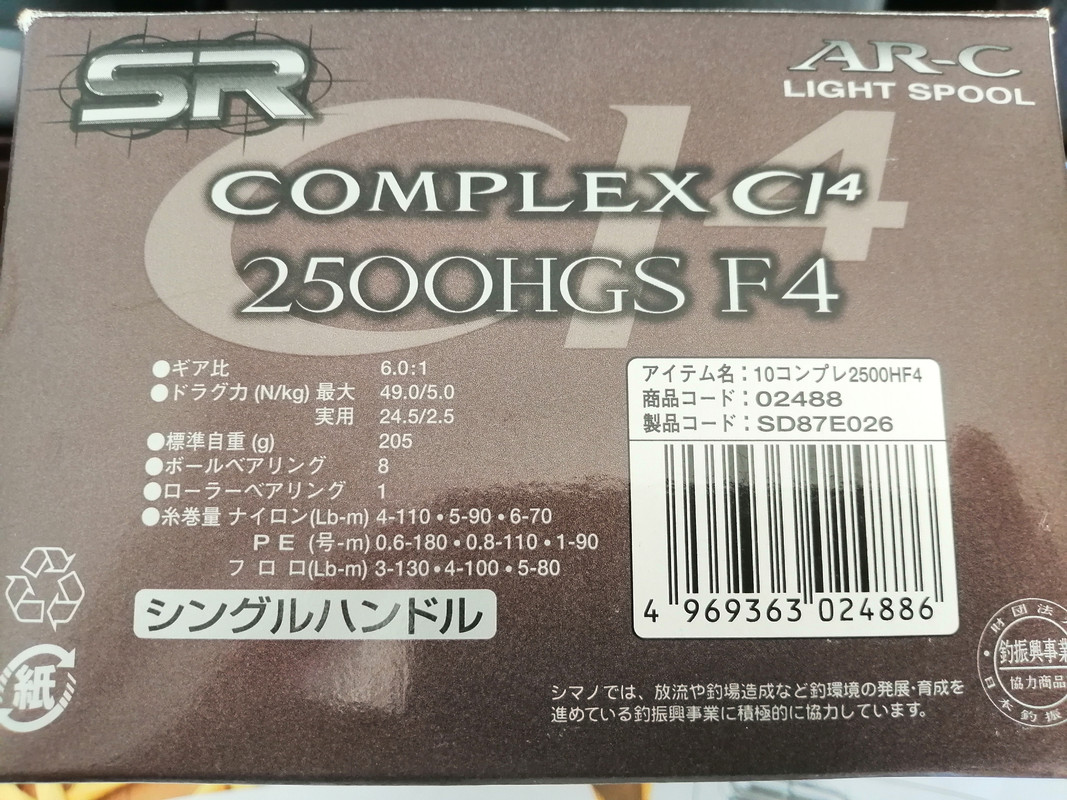 SR
AR-C
LIGHT SPOOL
CI4
COMPLEX CI4
2500HGS F4
●ギア比 6.0:1
●ドラグ力 (N/kg) 最大 49.0/5.0
実用 24.5/2.5
●標準自重 (g) 205
●ボールベアリング 8
●ローラーベアリング 1
●糸巻量 ナイロン(Lb-m) 4-110・5-90・6-70
PE (号-m) 0.6-180・0.8-110・1-90
フロロ(Lb-m) 3-130・4-100・5-80
シングルハンドル
アイテム名：10コンプレ2500HF4
商品コード：02488
製品コード：SD87E026
4 969363 024886
紙
シマノでは、放流や釣場造成など釣環境の発展・育成を
進めている釣振興事業に積極的に協力しています。
財団法
釣振興事業
協力商品
日本釣振